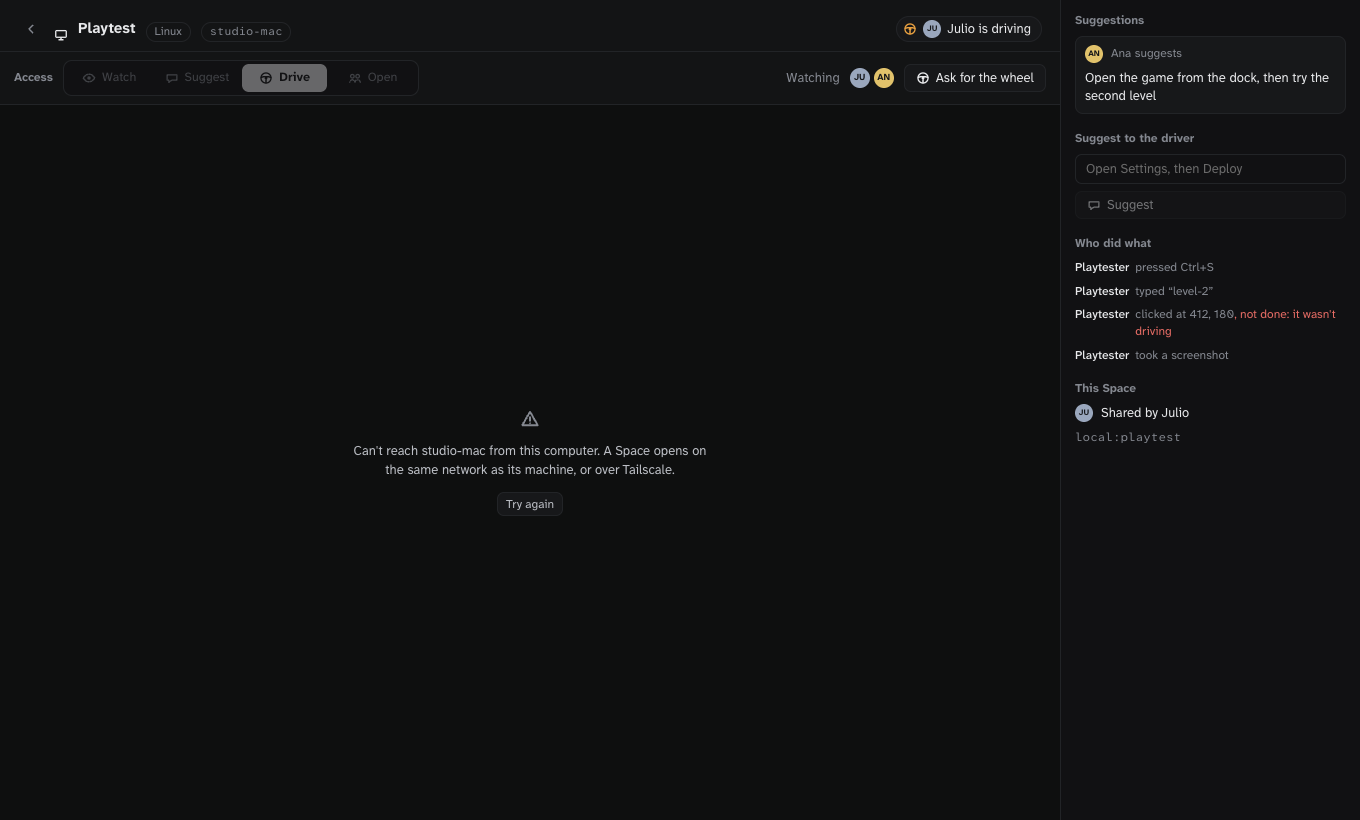 Playtest
Linux
studio-mac
JU
Julio is driving
Access
Watch
Suggest
Drive
Open
Watching
JU
AN
Ask for the wheel
Can't reach studio-mac from this computer. A Space opens on
the same network as its machine, or over Tailscale.
Try again
Suggestions
AN
Ana suggests
Open the game from the dock, then try the
second level
Suggest to the driver
Open Settings, then Deploy
Suggest
Who did what
Playtester pressed Ctrl+S
Playtester typed “level-2”
Playtester clicked at 412, 180, not done: it wasn't
driving
Playtester took a screenshot
This Space
JU
Shared by Julio
local:playtest